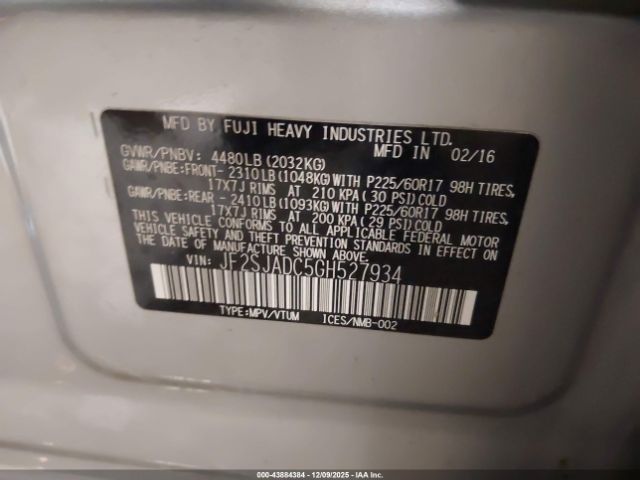 MFD BY FUJI HEAVY INDUSTRIES LTD.
MFD IN 02/16
GVWR/PNBV: 4480LB(2032KG)
GAWR/PNBE:FRONT- 2310LB(1048KG)WITH P225/60R17 98H TIRES,
17X7J RIMS AT 210 KPA(30 PSI)COLD
GAWR/PNBE:REAR - 2410LB(1093KG)WITH P225/60R17 98H TIRES,
17X7J RIMS AT 200 KPA(29 PSI)COLD
THIS VEHICLE CONFORMS TO ALL APPLICABLE FEDERAL MOTOR
VEHICLE SAFETY AND THEFT PREVENTION STANDARDS IN EFFECT
ON THE DATE OF MANUFACTURE SHOWN ABOVE.
VIN: JF2SJADC5GH527934
TYPE:MPV/VTUM ICES/NMB-002
000-43884384 / 12/09/2025 - IAA Inc.